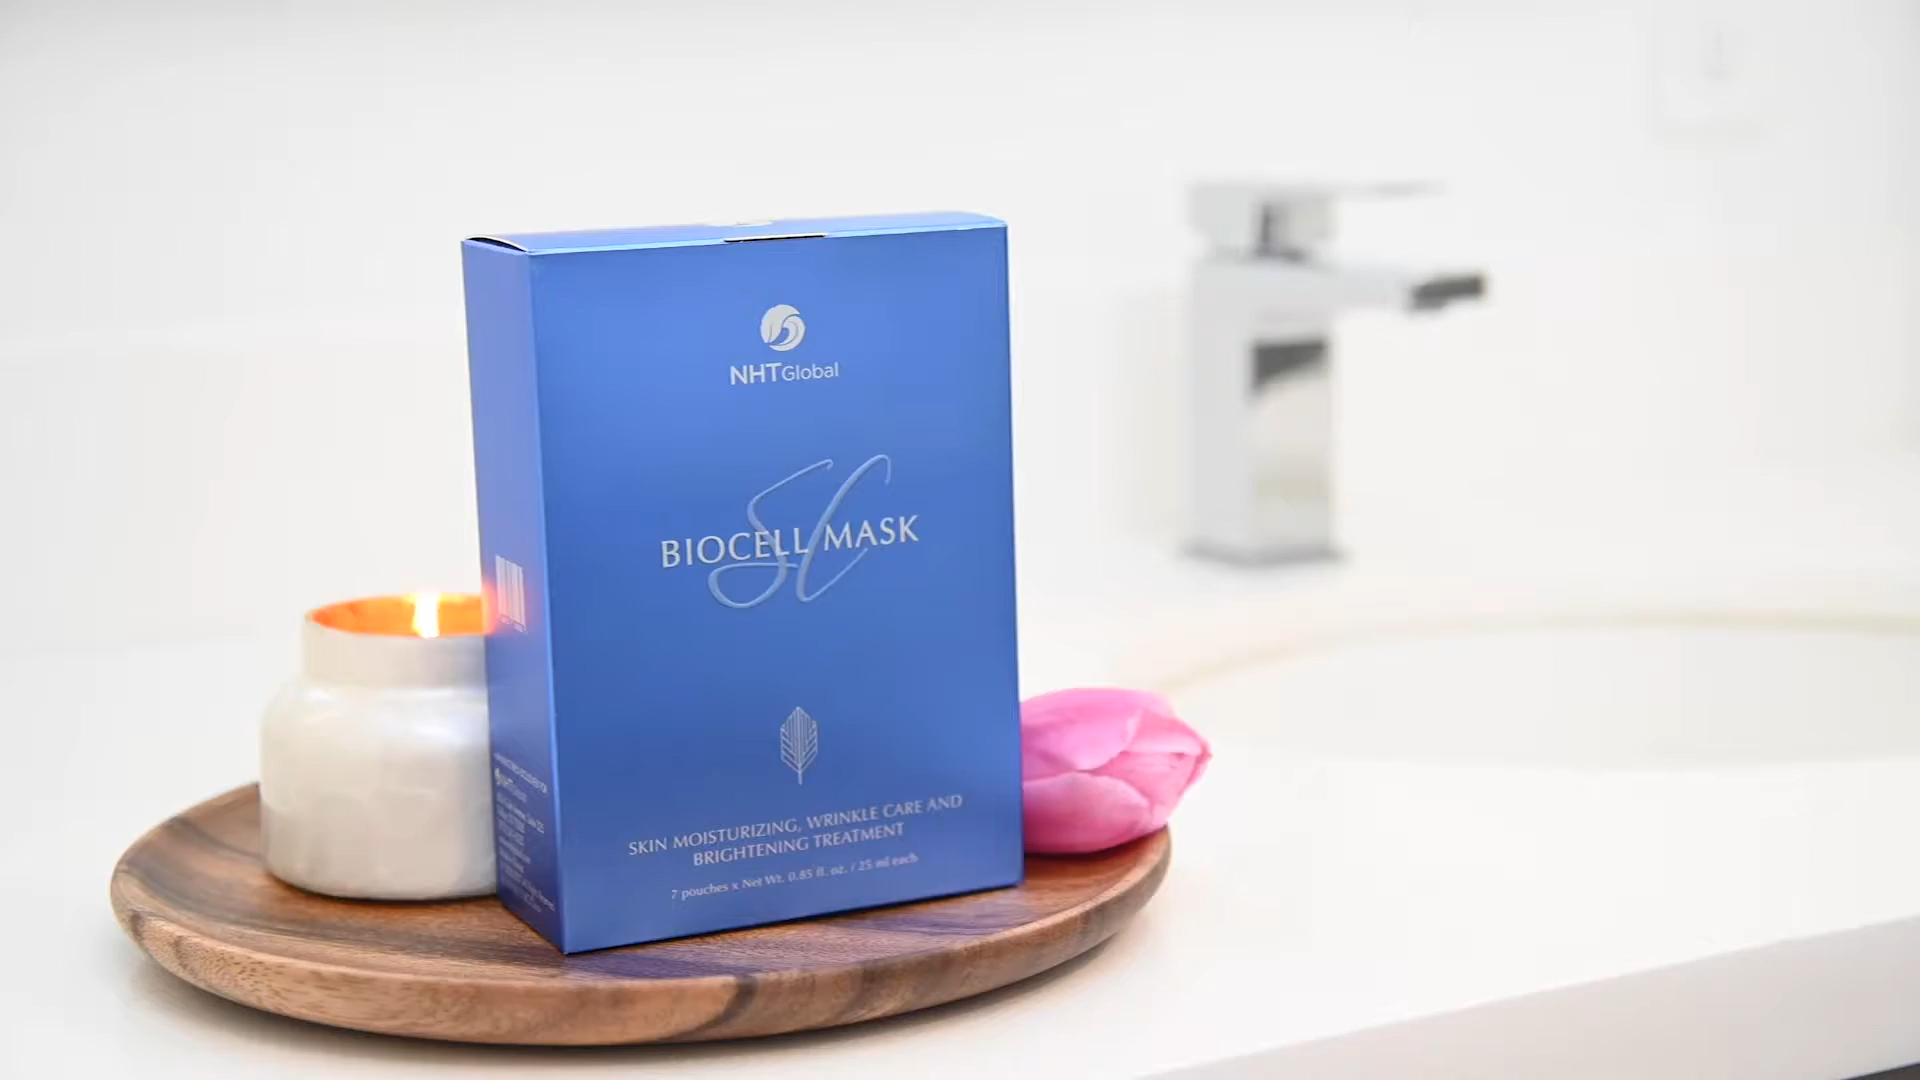 NHTGlobal
SC
BIOCELL MASK
SKIN MOISTURIZING, WRINKLE CARE AND
BRIGHTENING TREATMENT
7 pouches x Net Wt. 0.85 fl. oz. / 25 ml each
NHTGlobal